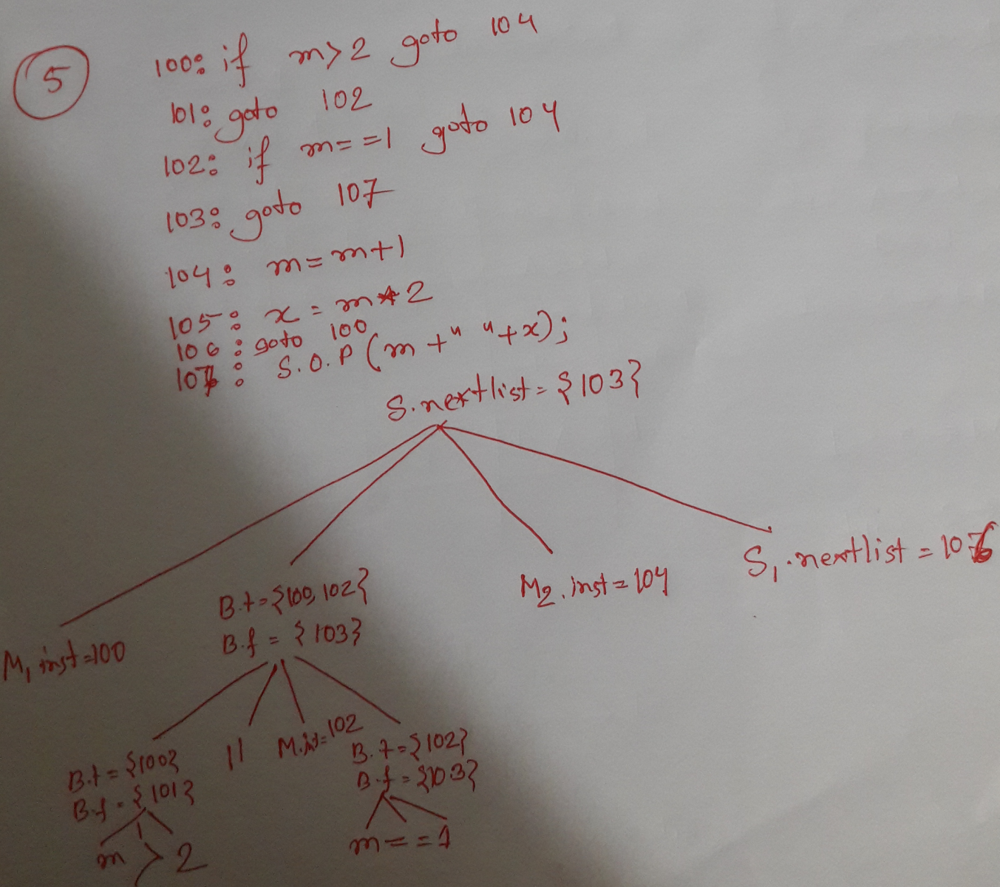 5
100: if m>2 goto 104
101: goto 102
102: if m==1 goto 104
103: goto 107
104: m=m+1
105: x=m*2
106: goto 100
107: S.O.P(m+" "+x);
S.nextlist={103}
S₁.nextlist=106
M₂.inst=104
B.t={100,102}
B.f={103}
M₁inst=100
M.inst=102
B.t={100}
||
B.t={102}
B.f={101}
B.f={103}
m > 2
m==1